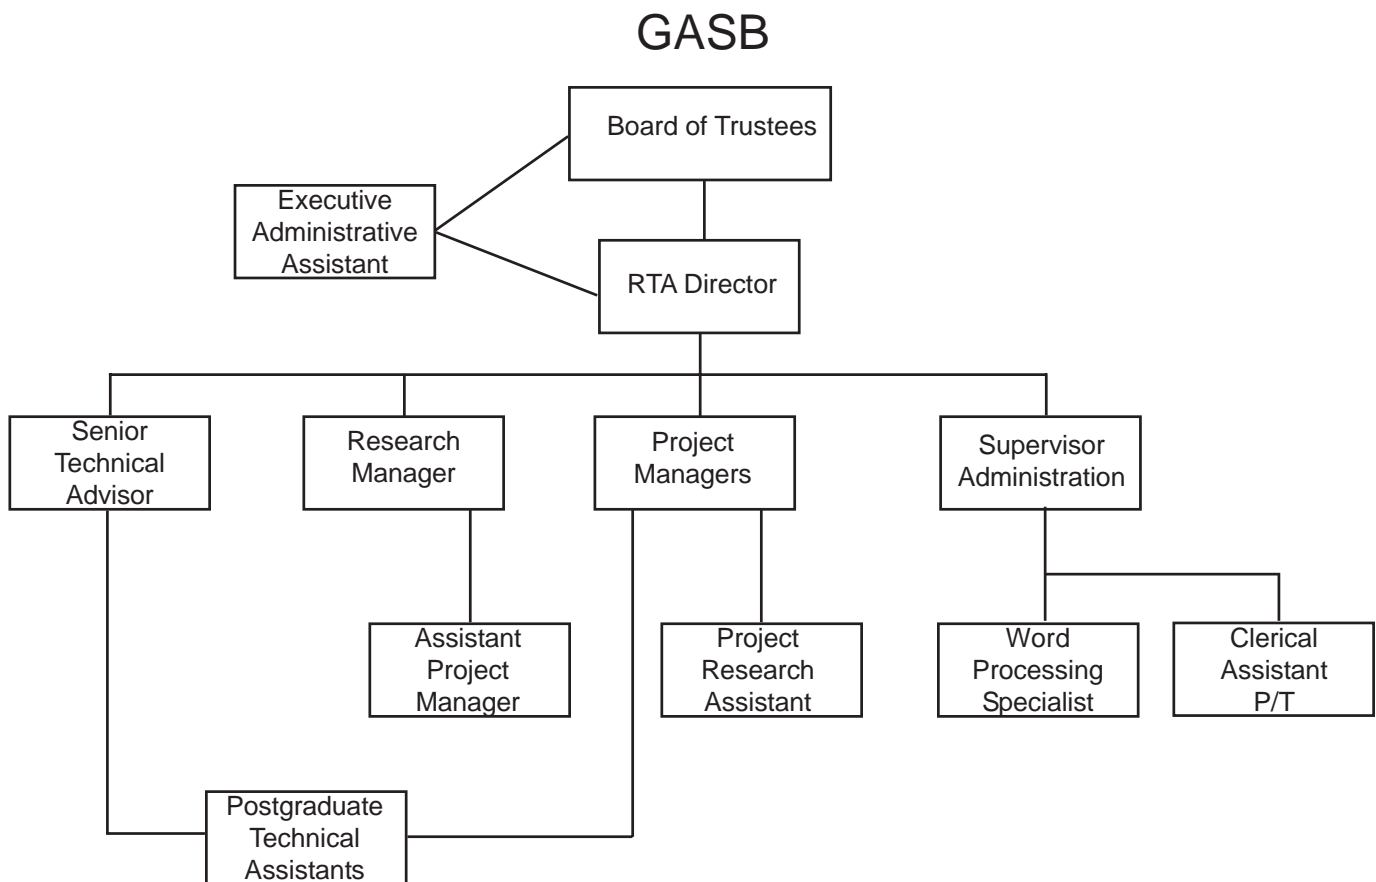 GASB
Board of Trustees
Executive
Administrative
Assistant
RTA Director
Senior
Technical
Advisor
Research
Manager
Project
Managers
Supervisor
Administration
Assistant
Project
Manager
Project
Research
Assistant
Word
Processing
Specialist
Clerical
Assistant
P/T
Postgraduate
Technical
Assistants